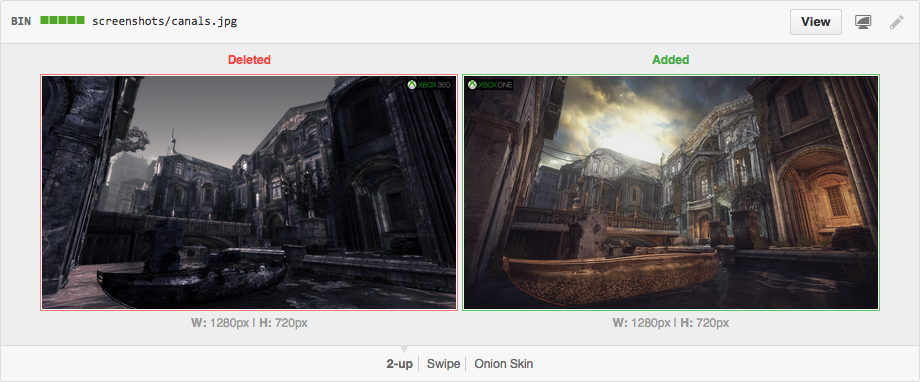 BIN screenshots/canals.jpg View
Deleted Added
XBOX 360 XBOX ONE
W: 1280px | H: 720px W: 1280px | H: 720px
2-up Swipe Onion Skin